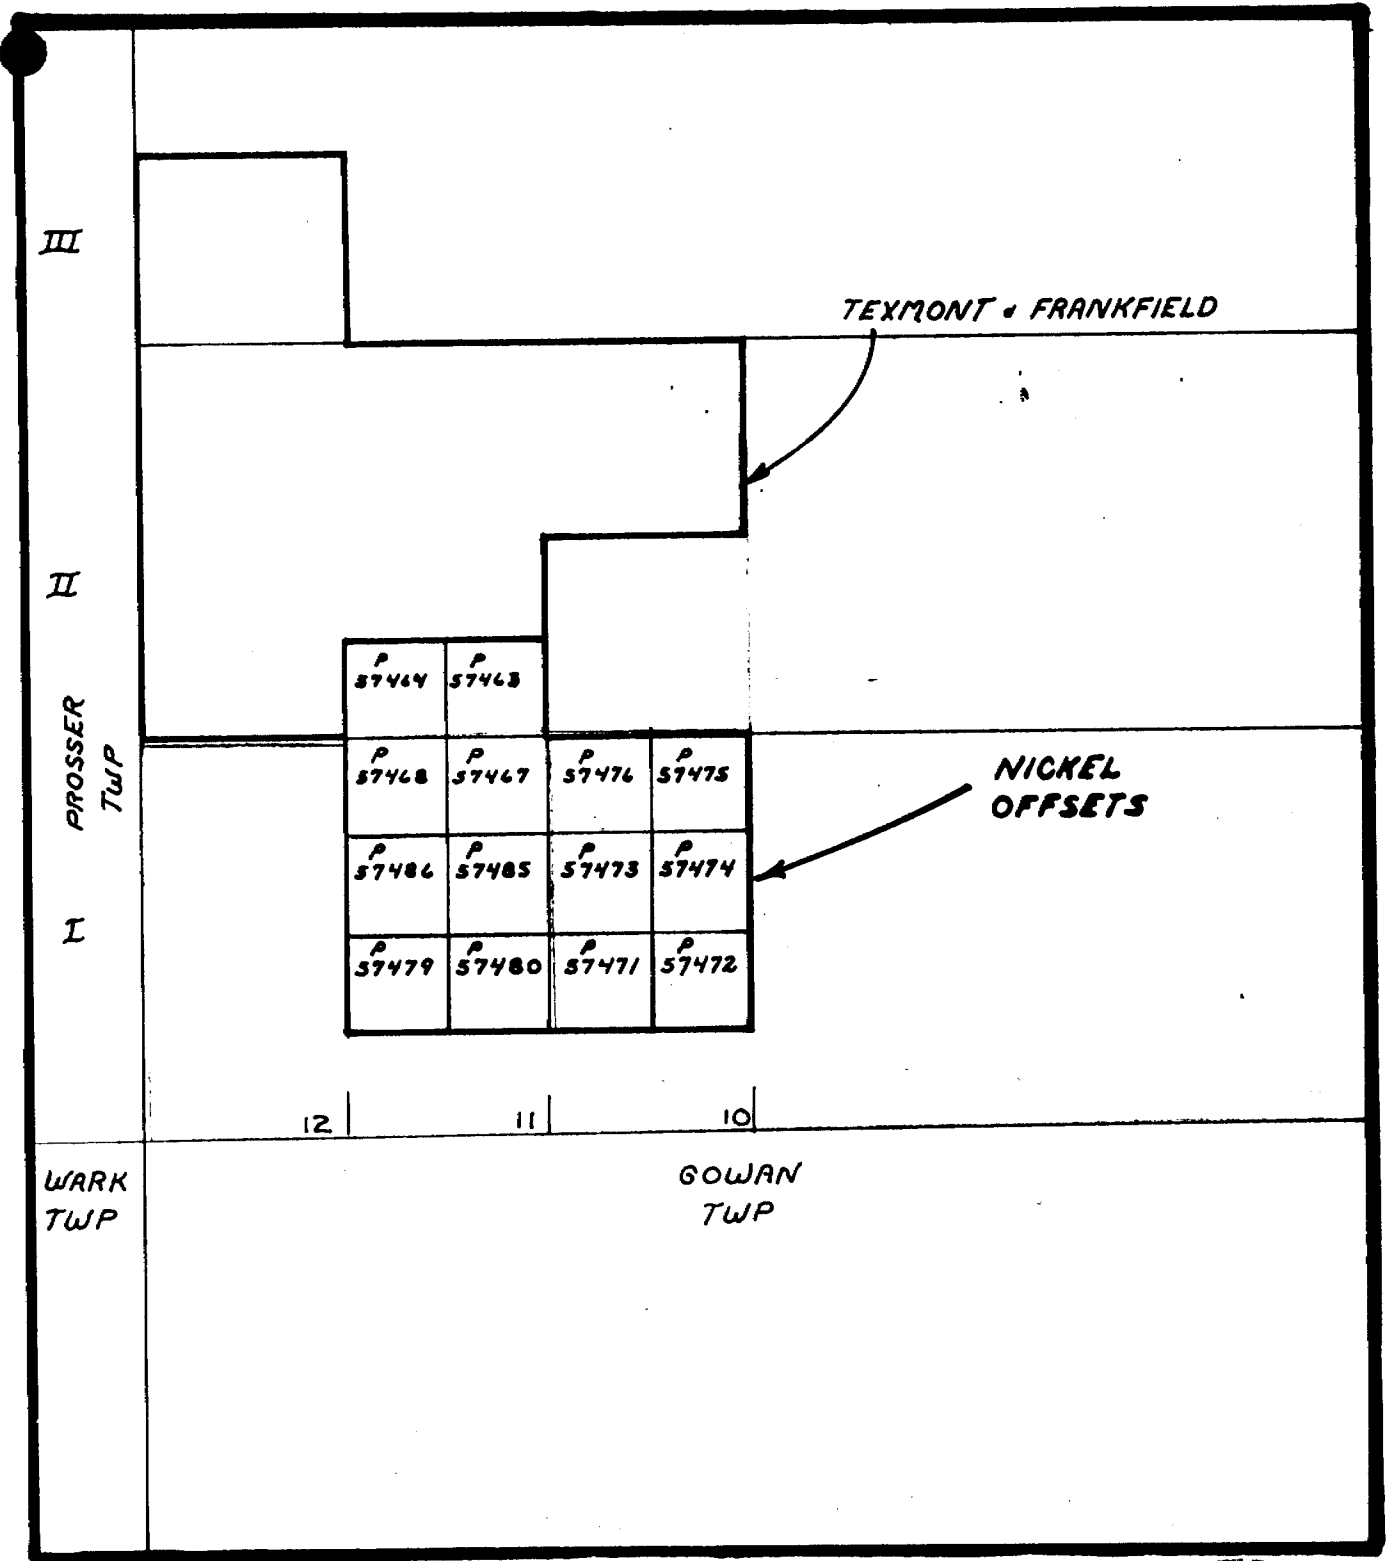 III
TEXMONT & FRANKFIELD
II
P
57464
P
57463
PROSSER
TWP
P
57468
P
57467
P
57476
P
57475
NICKEL
OFFSETS
P
57486
P
57485
P
57473
P
57474
I
P
57479
P
57480
P
57471
P
57472
12
11
10
WARK
TWP
GOWAN
TWP